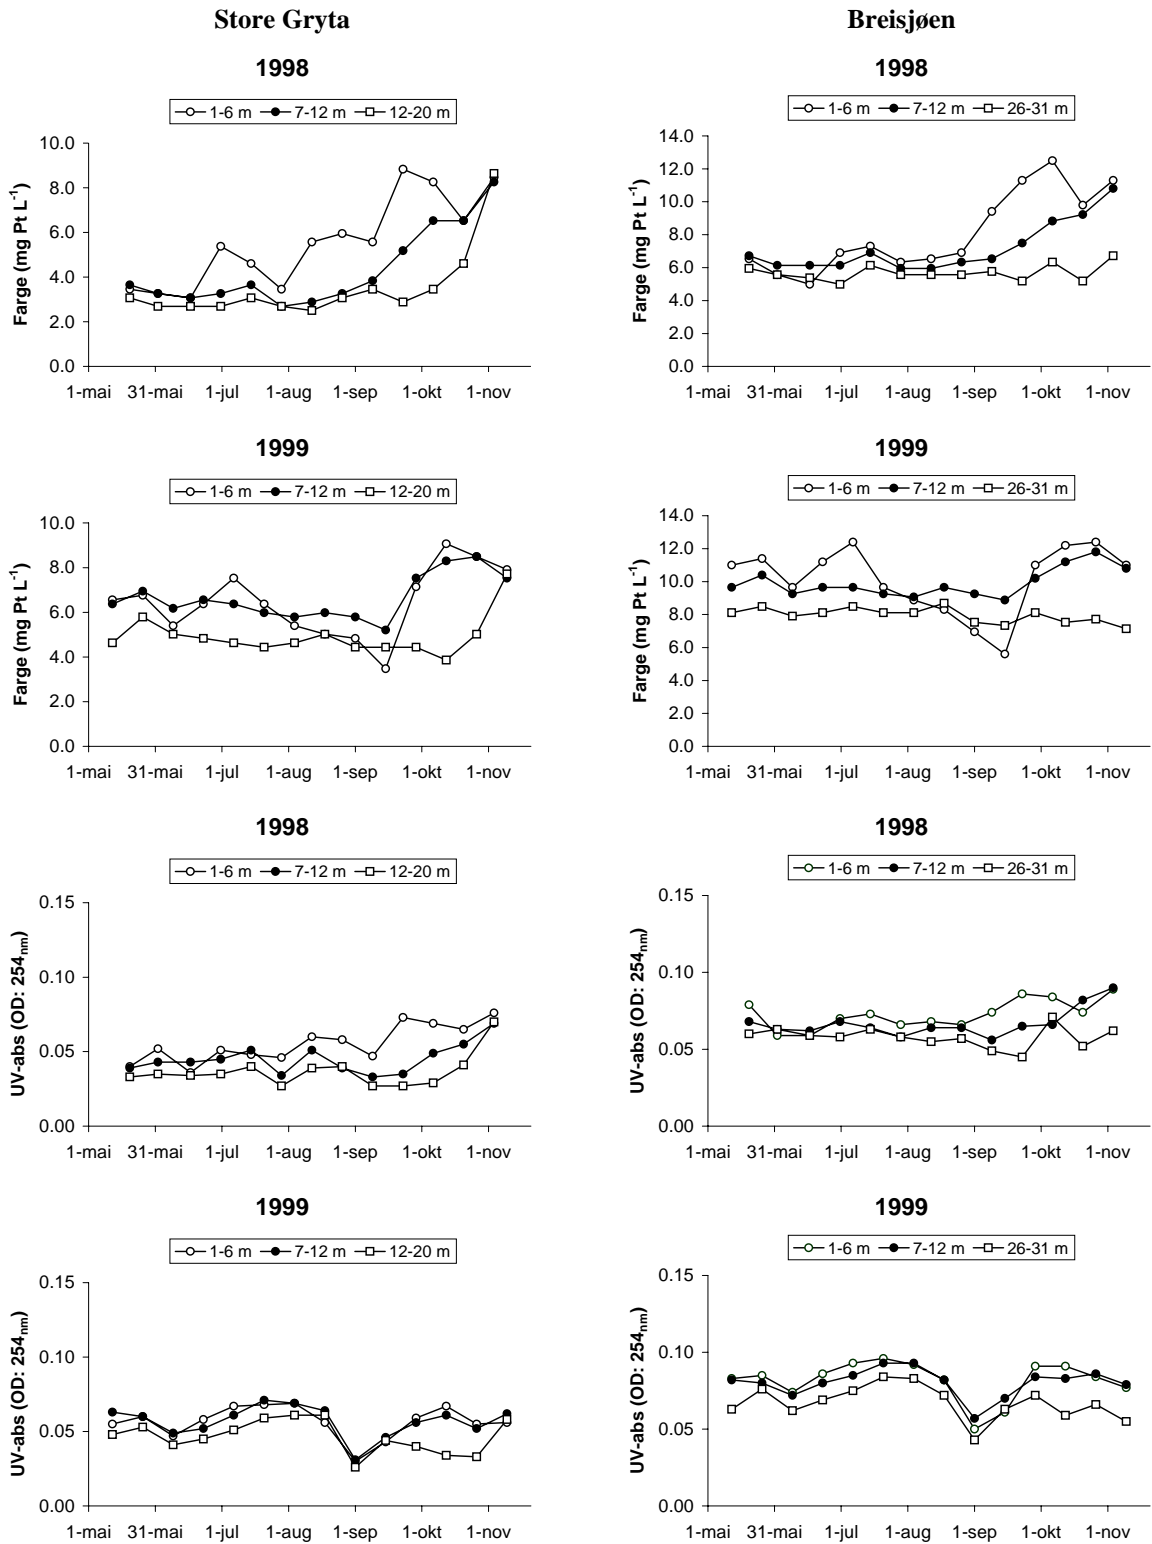 Store Gryta
Breisjøen
1998
1-6 m 7-12 m 12-20 m
Farge (mg Pt L-1)
10.0
8.0
6.0
4.0
2.0
0.0
1-mai 31-mai 1-jul 1-aug 1-sep 1-okt 1-nov
1998
1-6 m 7-12 m 26-31 m
Farge (mg Pt L-1)
14.0
12.0
10.0
8.0
6.0
4.0
2.0
0.0
1-mai 31-mai 1-jul 1-aug 1-sep 1-okt 1-nov
1999
1-6 m 7-12 m 12-20 m
Farge (mg Pt L-1)
10.0
8.0
6.0
4.0
2.0
0.0
1-mai 31-mai 1-jul 1-aug 1-sep 1-okt 1-nov
1999
1-6 m 7-12 m 26-31 m
Farge (mg Pt L-1)
14.0
12.0
10.0
8.0
6.0
4.0
2.0
0.0
1-mai 31-mai 1-jul 1-aug 1-sep 1-okt 1-nov
1998
1-6 m 7-12 m 12-20 m
UV-abs (OD: 254nm)
0.15
0.10
0.05
0.00
1-mai 31-mai 1-jul 1-aug 1-sep 1-okt 1-nov
1998
1-6 m 7-12 m 26-31 m
UV-abs (OD: 254nm)
0.15
0.10
0.05
0.00
1-mai 31-mai 1-jul 1-aug 1-sep 1-okt 1-nov
1999
1-6 m 7-12 m 12-20 m
UV-abs (OD: 254nm)
0.15
0.10
0.05
0.00
1-mai 31-mai 1-jul 1-aug 1-sep 1-okt 1-nov
1999
1-6 m 7-12 m 26-31 m
UV-abs (OD: 254nm)
0.15
0.10
0.05
0.00
1-mai 31-mai 1-jul 1-aug 1-sep 1-okt 1-nov